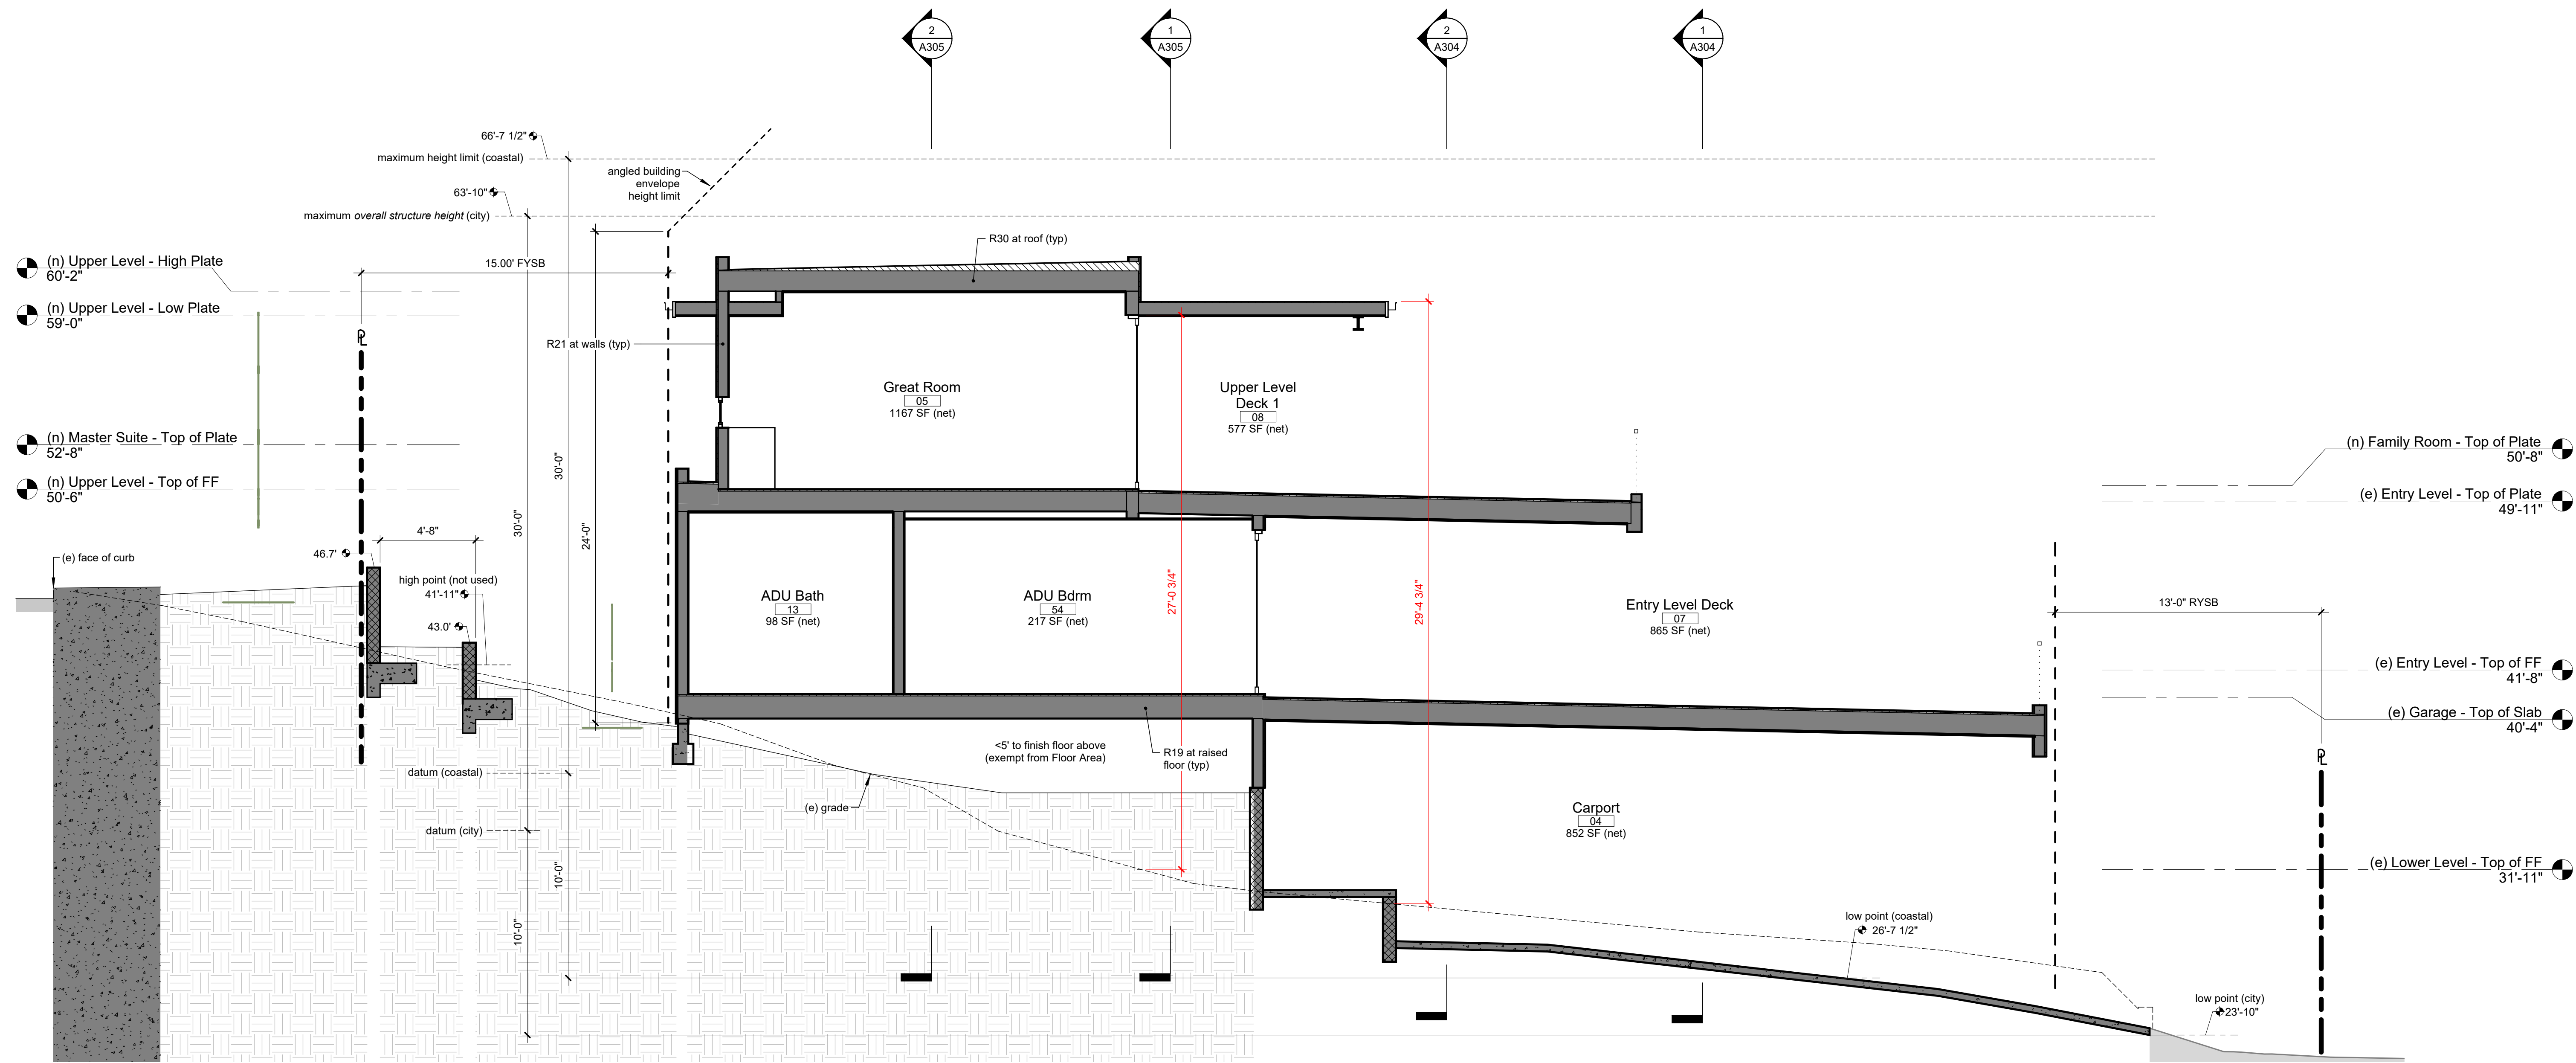 2
A305
1
A305
2
A304
1
A304
66'-7 1/2"
maximum height limit (coastal)
angled building
envelope
height limit
63'-10"
maximum overall structure height (city)
R30 at roof (typ)
(n) Upper Level - High Plate
60'-2"
15.00' FYSB
(n) Upper Level - Low Plate
59'-0"
PL
R21 at walls (typ)
Great Room
05
1167 SF (net)
Upper Level
Deck 1
08
577 SF (net)
(n) Master Suite - Top of Plate
52'-8"
(n) Upper Level - Top of FF
50'-6"
(n) Family Room - Top of Plate
50'-8"
(e) Entry Level - Top of Plate
49'-11"
30'-0"
30'-0"
24'-0"
4'-8"
46.7'
(e) face of curb
high point (not used)
41'-11"
43.0'
ADU Bath
13
98 SF (net)
ADU Bdrm
54
217 SF (net)
27'-0 3/4"
29'-4 3/4"
Entry Level Deck
07
865 SF (net)
13'-0" RYSB
(e) Entry Level - Top of FF
41'-8"
(e) Garage - Top of Slab
40'-4"
<5' to finish floor above
(exempt from Floor Area)
R19 at raised
floor (typ)
PL
datum (coastal)
(e) grade
datum (city)
Carport
04
852 SF (net)
(e) Lower Level - Top of FF
31'-11"
10'-0"
10'-0"
low point (coastal)
26'-7 1/2"
low point (city)
23'-10"